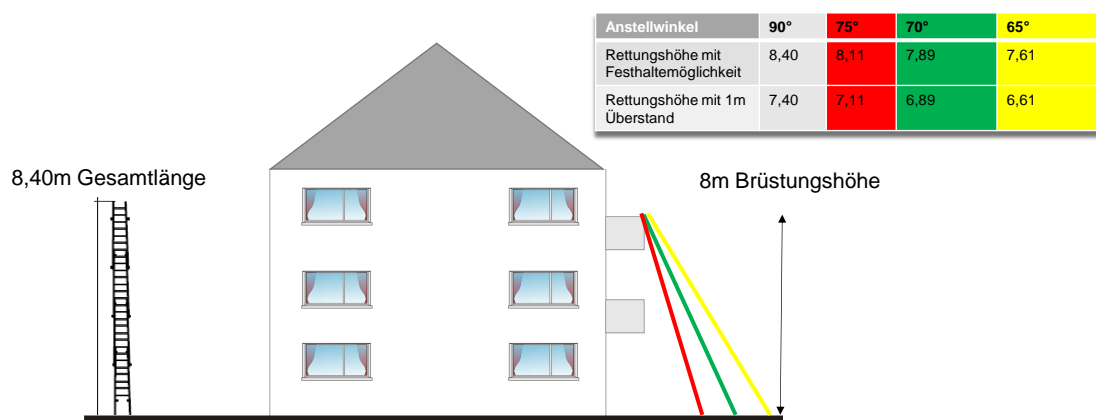 Anstellwinkel 90° 75° 70° 65°
Rettungshöhe mit
Festhaltemöglichkeit 8,40 8,11 7,89 7,61
Rettungshöhe mit 1m
Überstand 7,40 7,11 6,89 6,61
8,40m Gesamtlänge
8m Brüstungshöhe